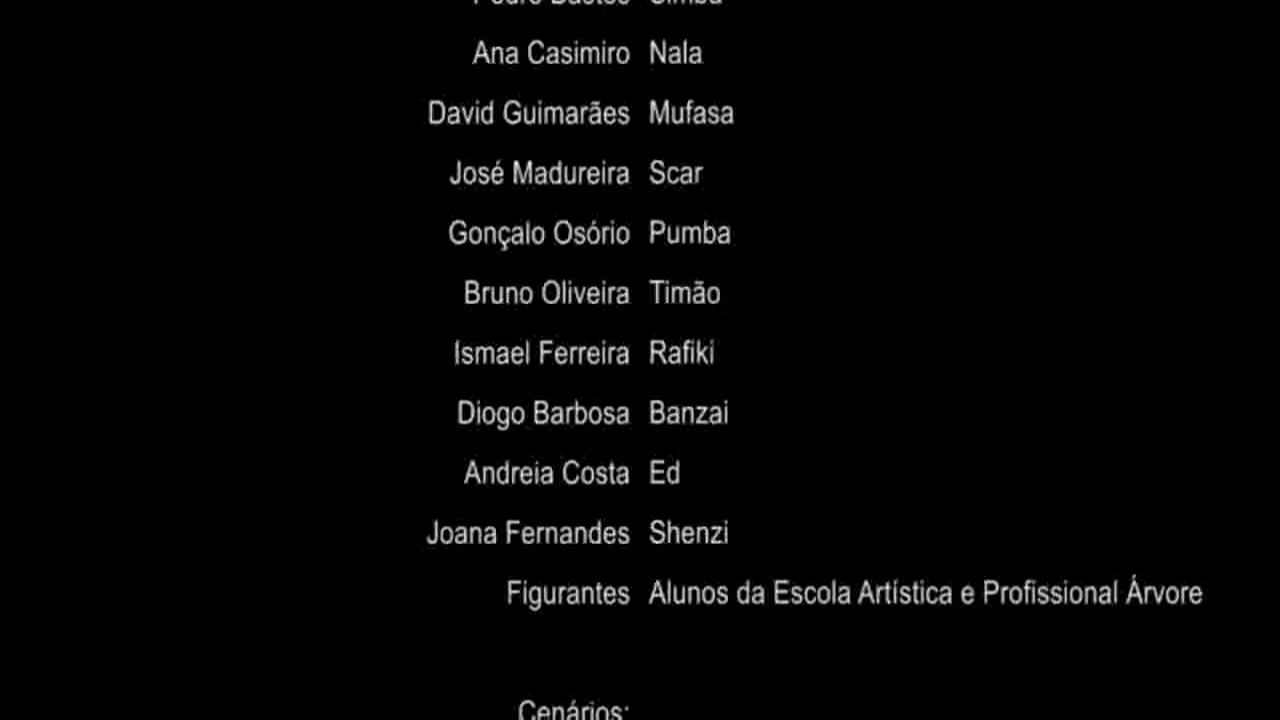 Ana Casimiro Nala
David Guimarães Mufasa
José Madureira Scar
Gonçalo Osório Pumba
Bruno Oliveira Timão
Ismael Ferreira Rafiki
Diogo Barbosa Banzai
Andreia Costa Ed
Joana Fernandes Shenzi
Figurantes Alunos da Escola Artística e Profissional Árvore
Cenários: